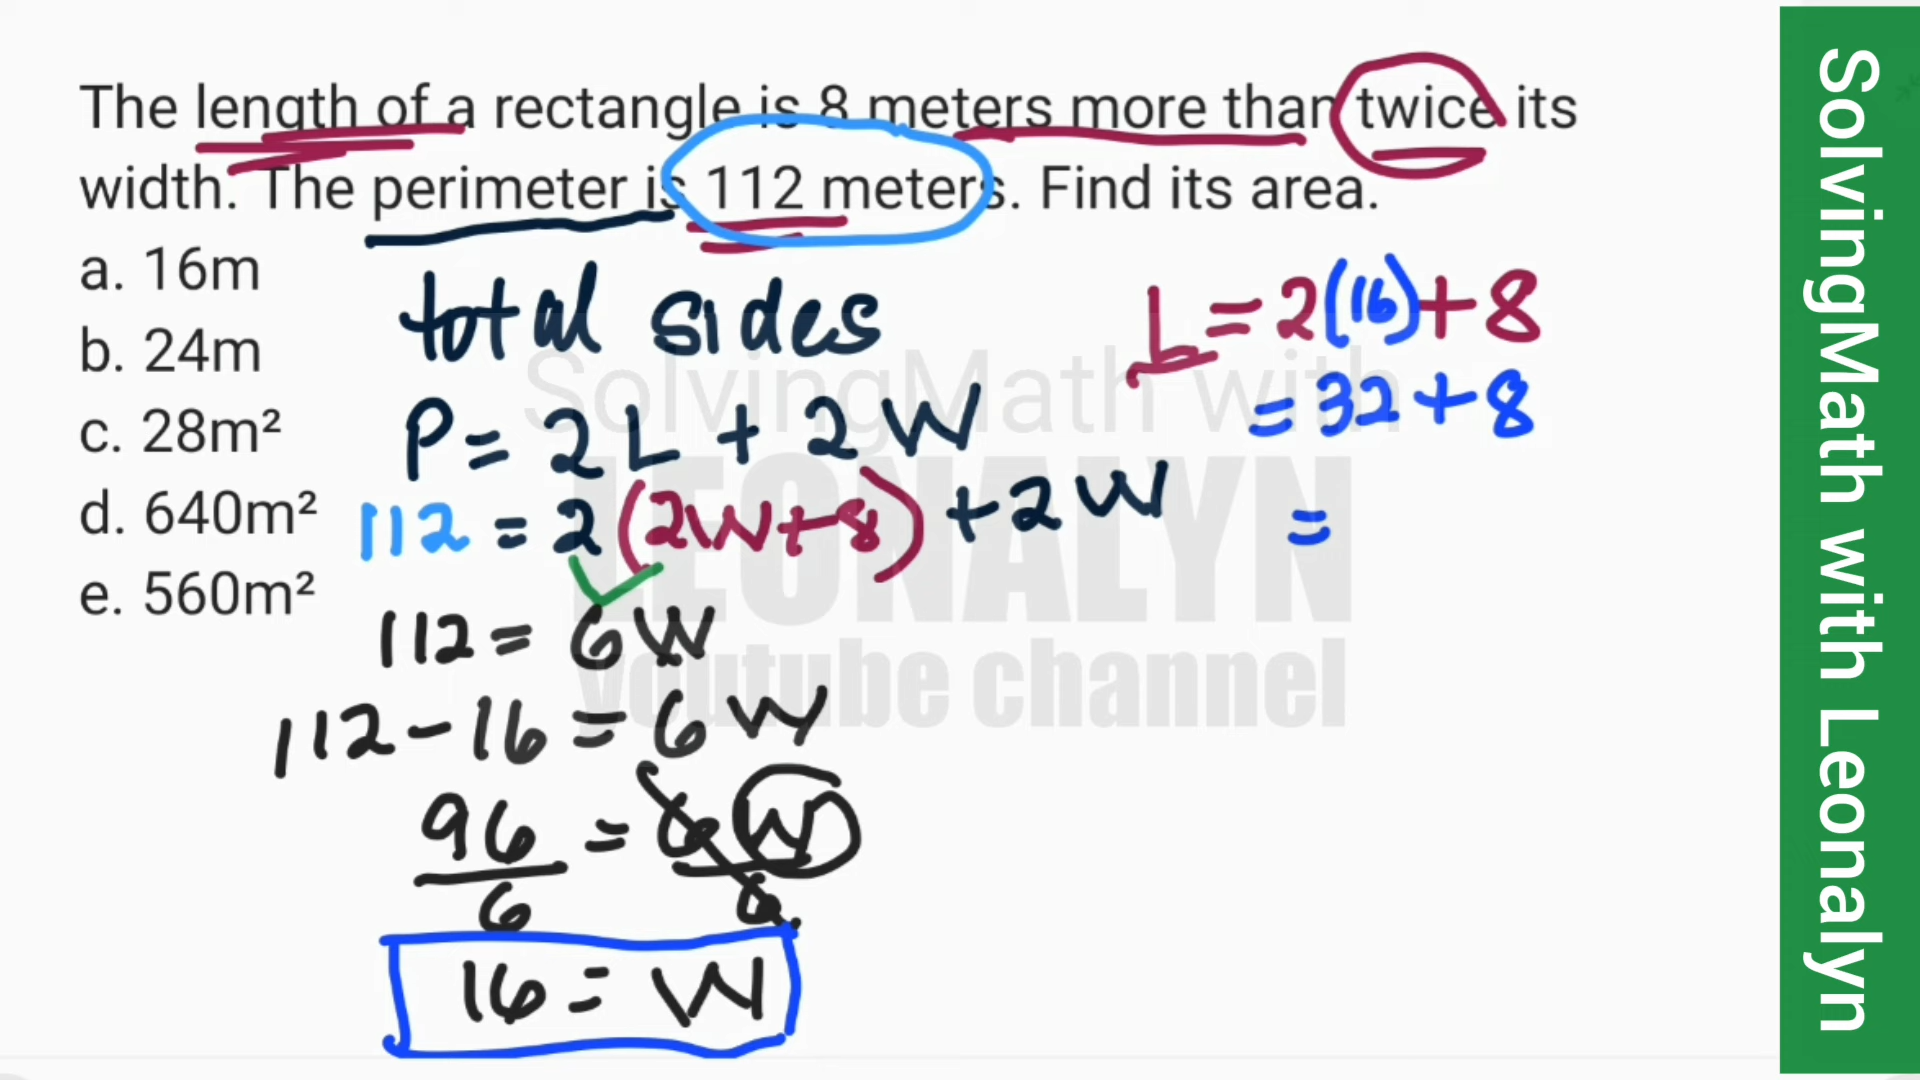 The length of a rectangle is 8 meters more than twice its
width. The perimeter is 112 meters. Find its area.
a. 16m
b. 24m
c. 28m²
d. 640m²
e. 560m²
total sides
P = 2L + 2W
112 = 2(2W+8) + 2W
112 = 6W
112 - 16 = 6W
96 = 6W
6 6
16 = W
L = 2(16)+8
= 32+8
=
SolvingMath with
LEONALYN
youtube channel
SolvingMath with Leonalyn